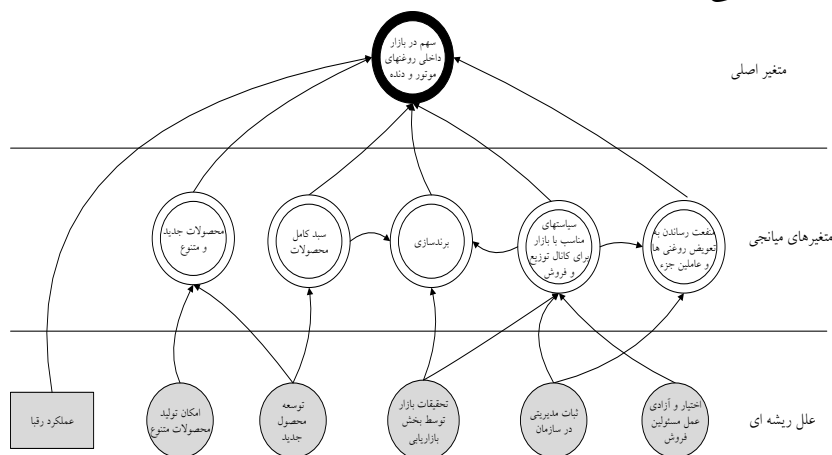 سهم در بازار
داخلی روغنهای
موتور و دنده
متغیر اصلی
منفعت رساندن به
تعویض روغنی ها
و عاملین جزء
سیاستهای
مناسب با بازار
برای کانال توزیع
و فروش
برندسازی
سبد کامل
محصولات
محصولات جدید
و متنوع
متغیرهای میانجی
اختیار و آزادی
عمل مسئولین
فروش
ثبات مدیریتی
در سازمان
تحقیقات بازار
توسط بخش
بازاریابی
توسعه
محصول
جدید
امکان تولید
محصولات متنوع
عملکرد رقبا
علل ریشه ای